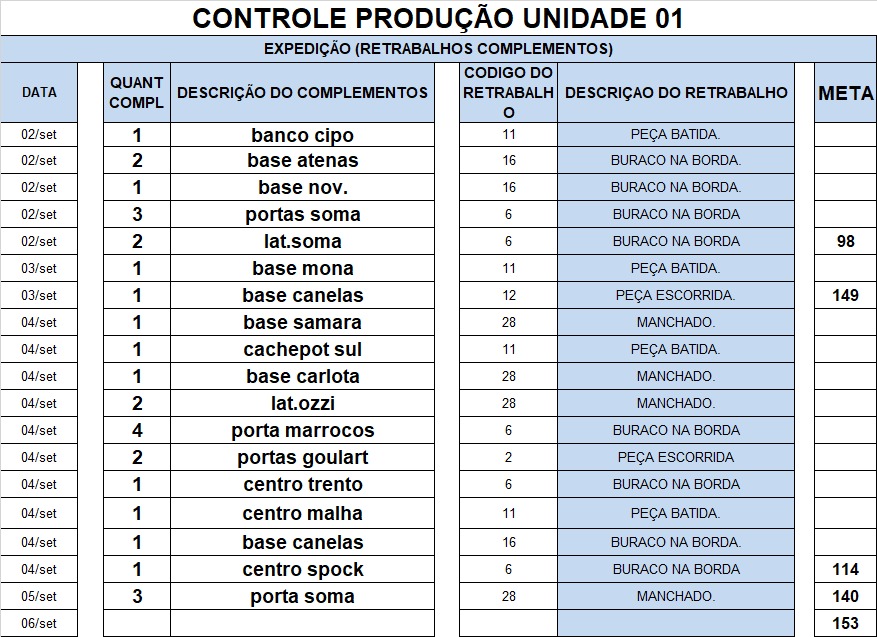 CONTROLE PRODUÇÃO UNIDADE 01
EXPEDIÇÃO (RETRABALHOS COMPLEMENTOS)
DATA QUANT COMPL DESCRIÇÃO DO COMPLEMENTOS CODIGO DO RETRABALHO DESCRIÇAO DO RETRABALHO META
02/set 1 banco cipo 11 PEÇA BATIDA.
02/set 2 base atenas 16 BURACO NA BORDA.
02/set 1 base nov. 16 BURACO NA BORDA.
02/set 3 portas soma 6 BURACO NA BORDA
02/set 2 lat.soma 6 BURACO NA BORDA 98
03/set 1 base mona 11 PEÇA BATIDA.
03/set 1 base canelas 12 PEÇA ESCORRIDA. 149
04/set 1 base samara 28 MANCHADO.
04/set 1 cachepot sul 11 PEÇA BATIDA.
04/set 1 base carlota 28 MANCHADO.
04/set 2 lat.ozzi 28 MANCHADO.
04/set 4 porta marrocos 6 BURACO NA BORDA
04/set 2 portas goulart 2 PEÇA ESCORRIDA
04/set 1 centro trento 6 BURACO NA BORDA
04/set 1 centro malha 11 PEÇA BATIDA.
04/set 1 base canelas 16 BURACO NA BORDA.
04/set 1 centro spock 6 BURACO NA BORDA 114
05/set 3 porta soma 28 MANCHADO. 140
06/set 153